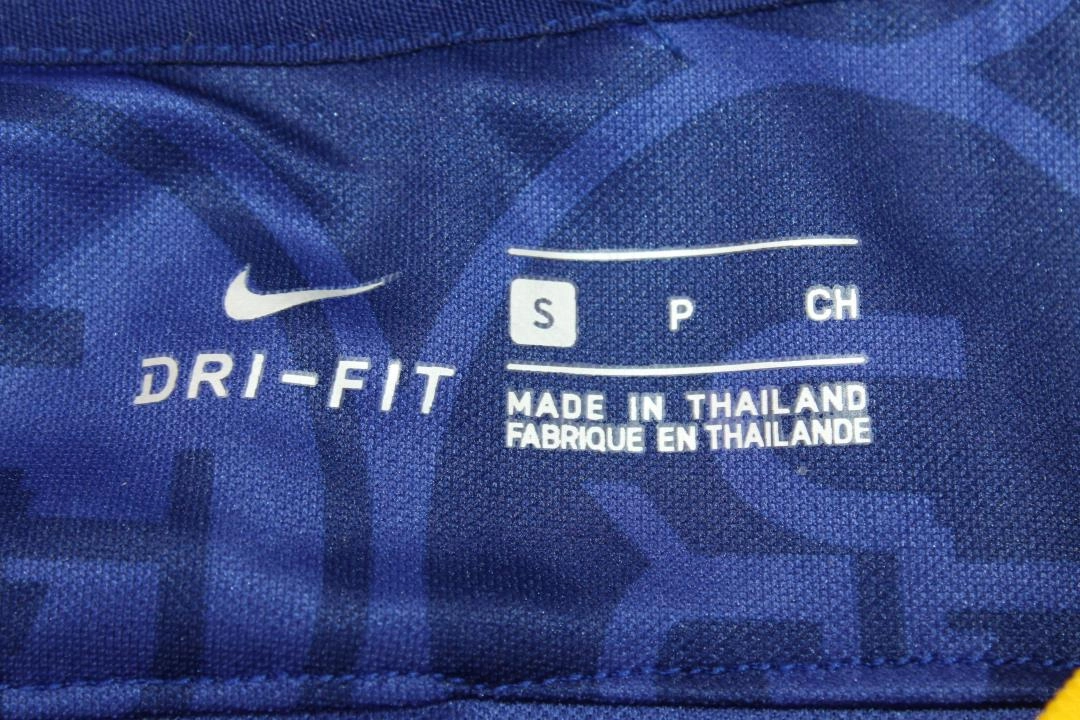 DRI-FIT
S P CH
MADE IN THAILAND
FABRIQUE EN THAILANDE